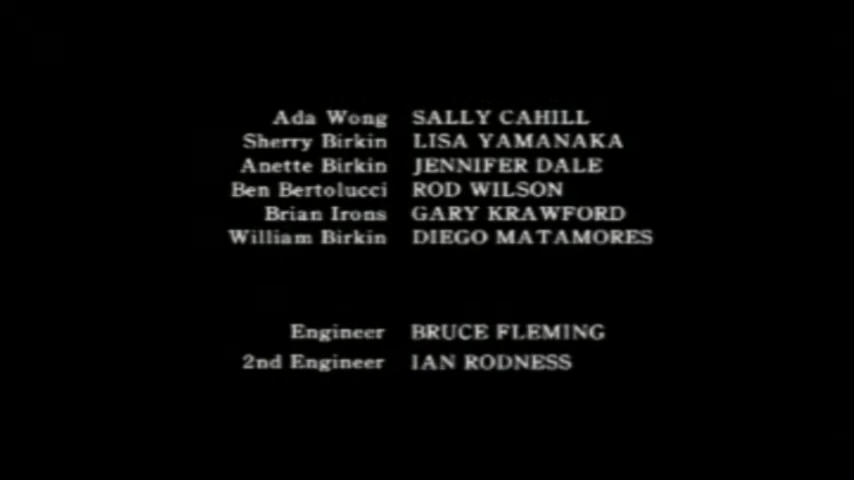 Ada Wong SALLY CAHILL
Sherry Birkin LISA YAMANAKA
Anette Birkin JENNIFER DALE
Ben Bertolucci ROD WILSON
Brian Irons GARY KRAWFORD
William Birkin DIEGO MATAMORES
Engineer BRUCE FLEMING
2nd Engineer IAN RODNESS